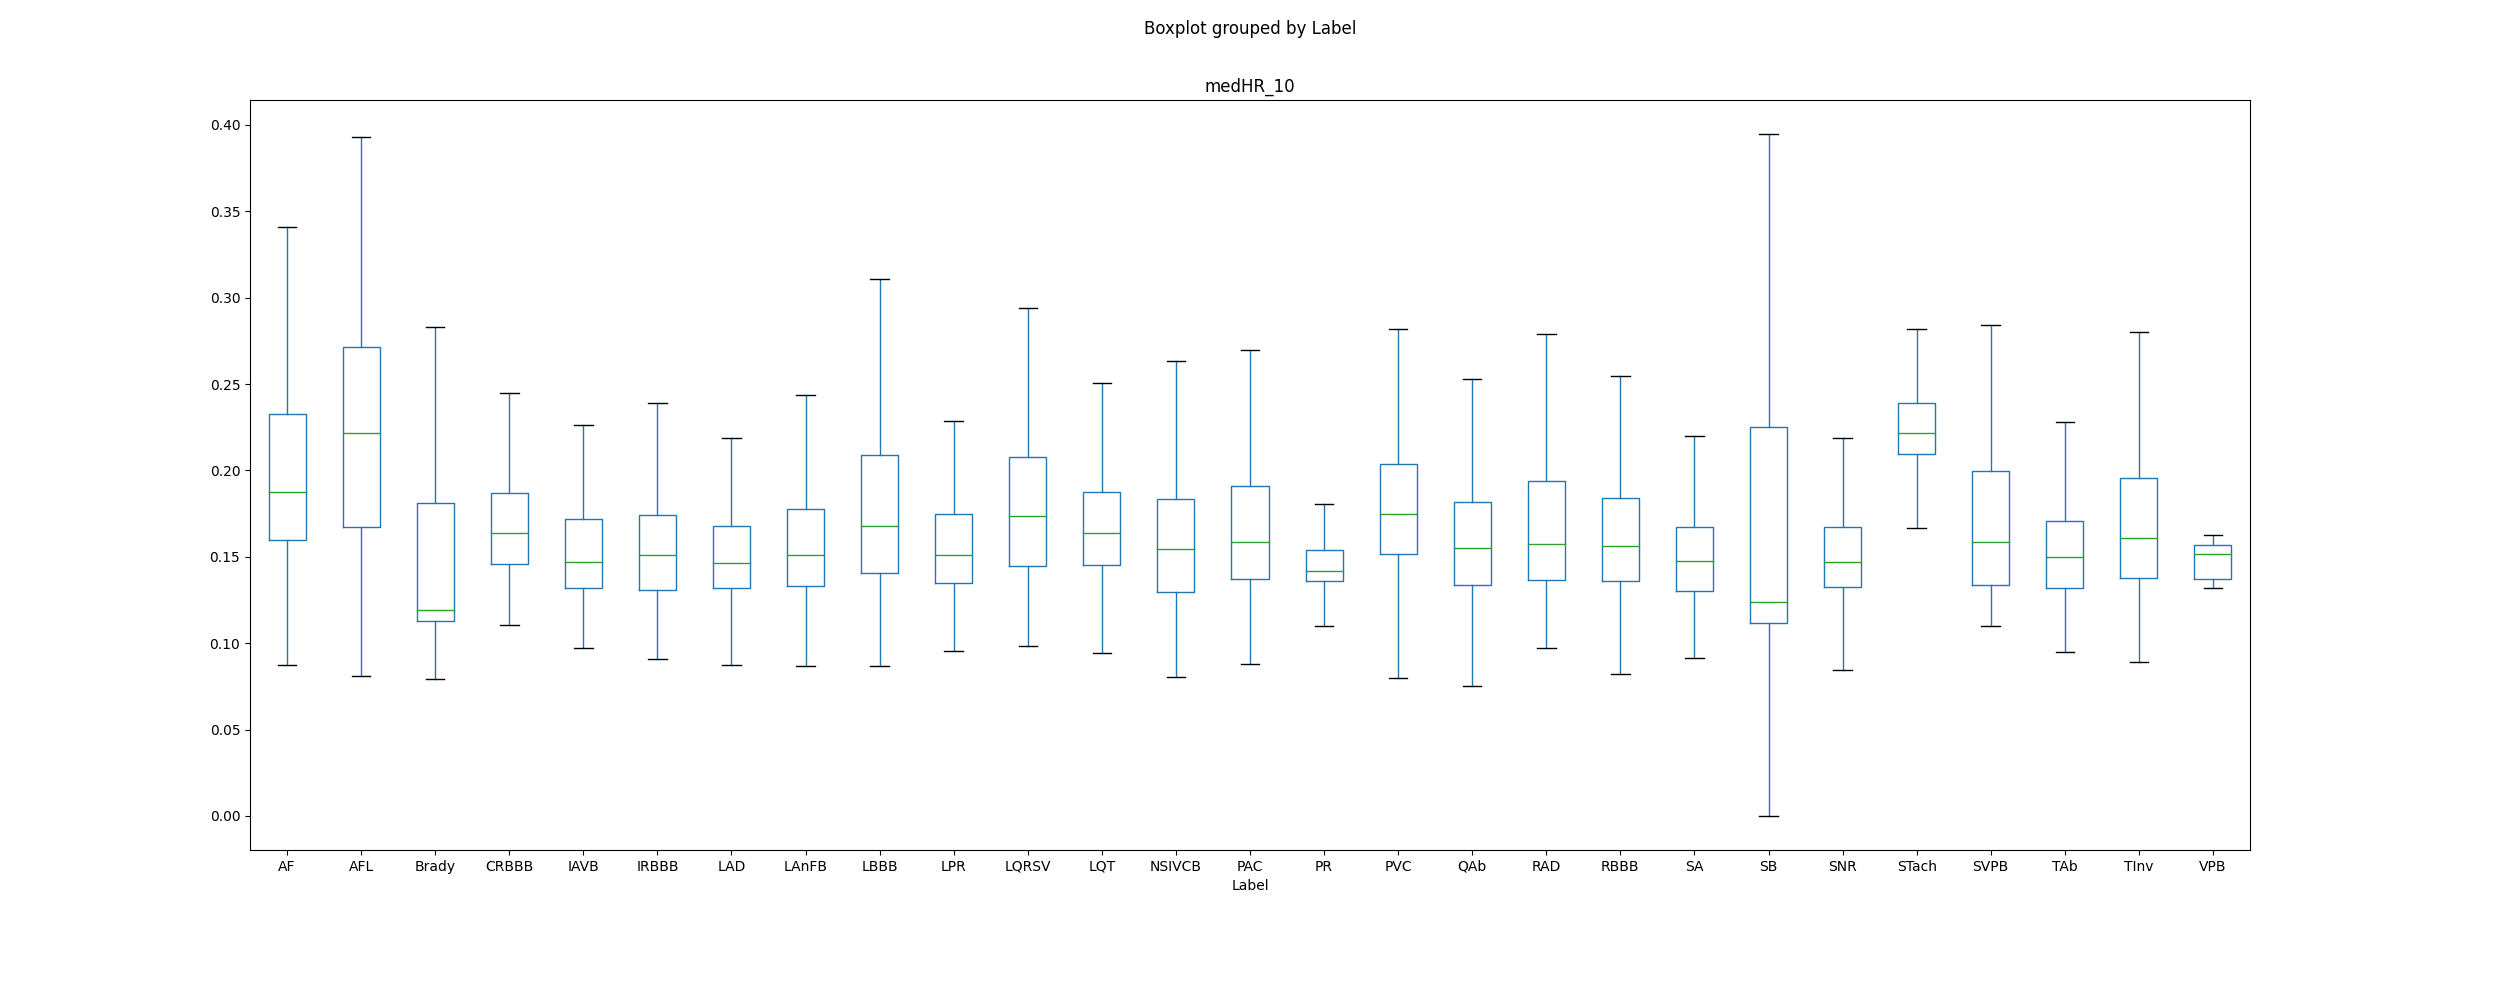 Boxplot grouped by Label
medHR_10
0.40
0.35
0.30
0.25
0.20
0.15
0.10
0.05
0.00
AF AFL Brady CRBBB IAVB IRBBB LAD LAnFB LBBB LPR LQRSV LQT NSIVCB PAC PR PVC QAb RAD RBBB SA SB SNR STach SVPB TAb TInv VPB
Label